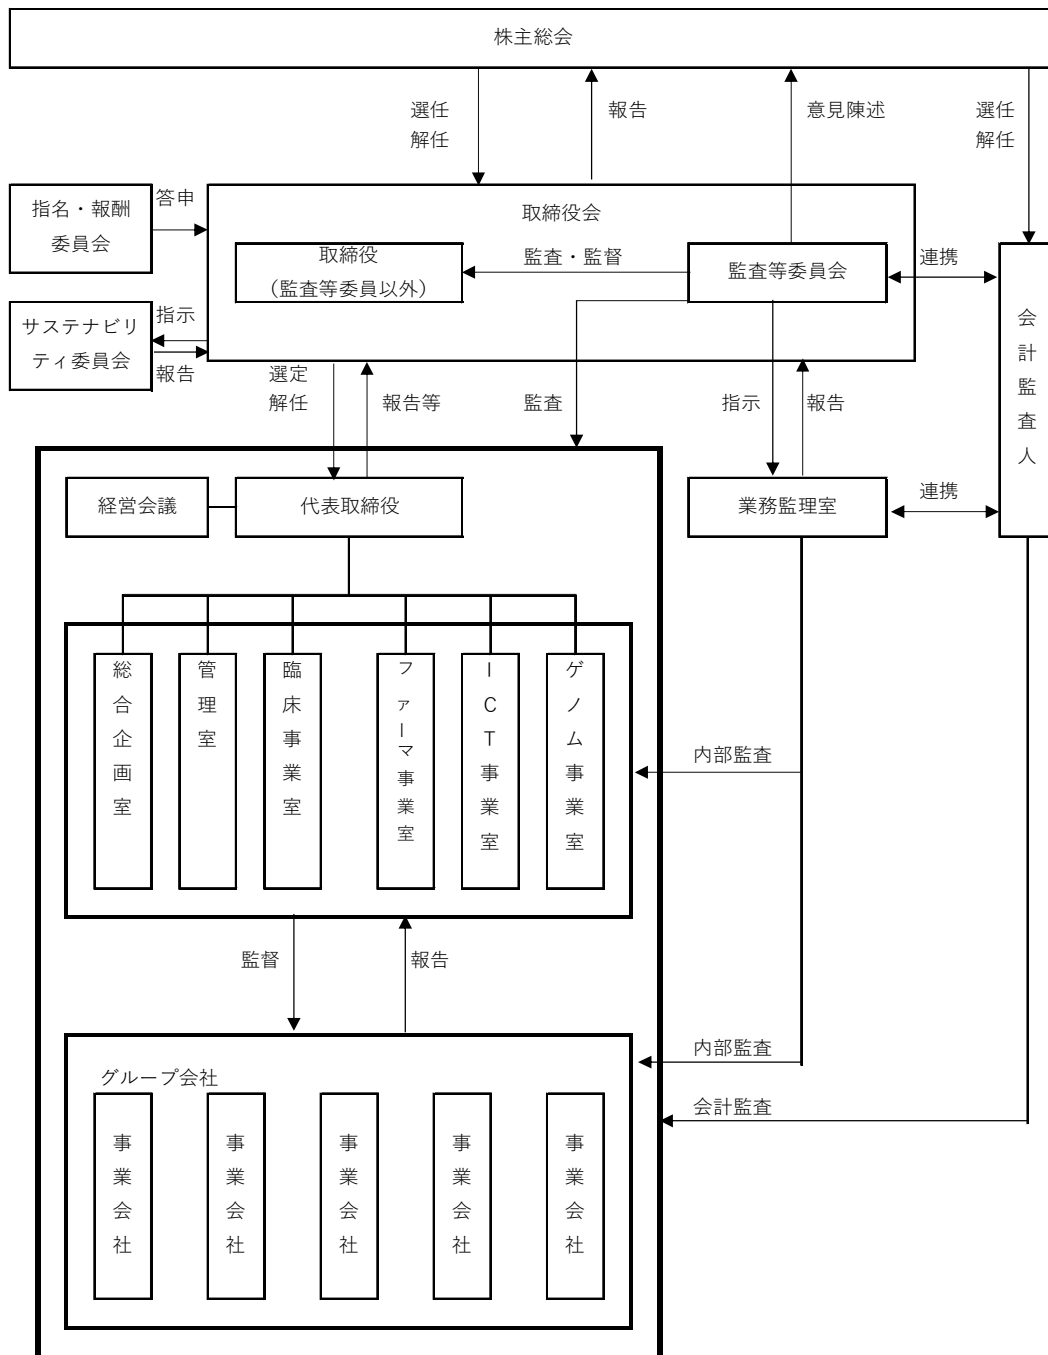 株主総会
選任
解任
報告
意見陳述
選任
解任
指名・報酬
委員会
答申
取締役会
取締役
（監査等委員以外）
監査・監督
監査等委員会
連携
会計監査人
サステナビリ
ティ委員会
指示
報告
選定
解任
報告等
監査
指示
報告
経営会議
代表取締役
業務監理室
連携
総合企画室
管理室
臨床事業室
ファーマ事業室
ＩＣＴ事業室
ゲノム事業室
内部監査
監督
報告
内部監査
グループ会社
会計監査
事業会社
事業会社
事業会社
事業会社
事業会社